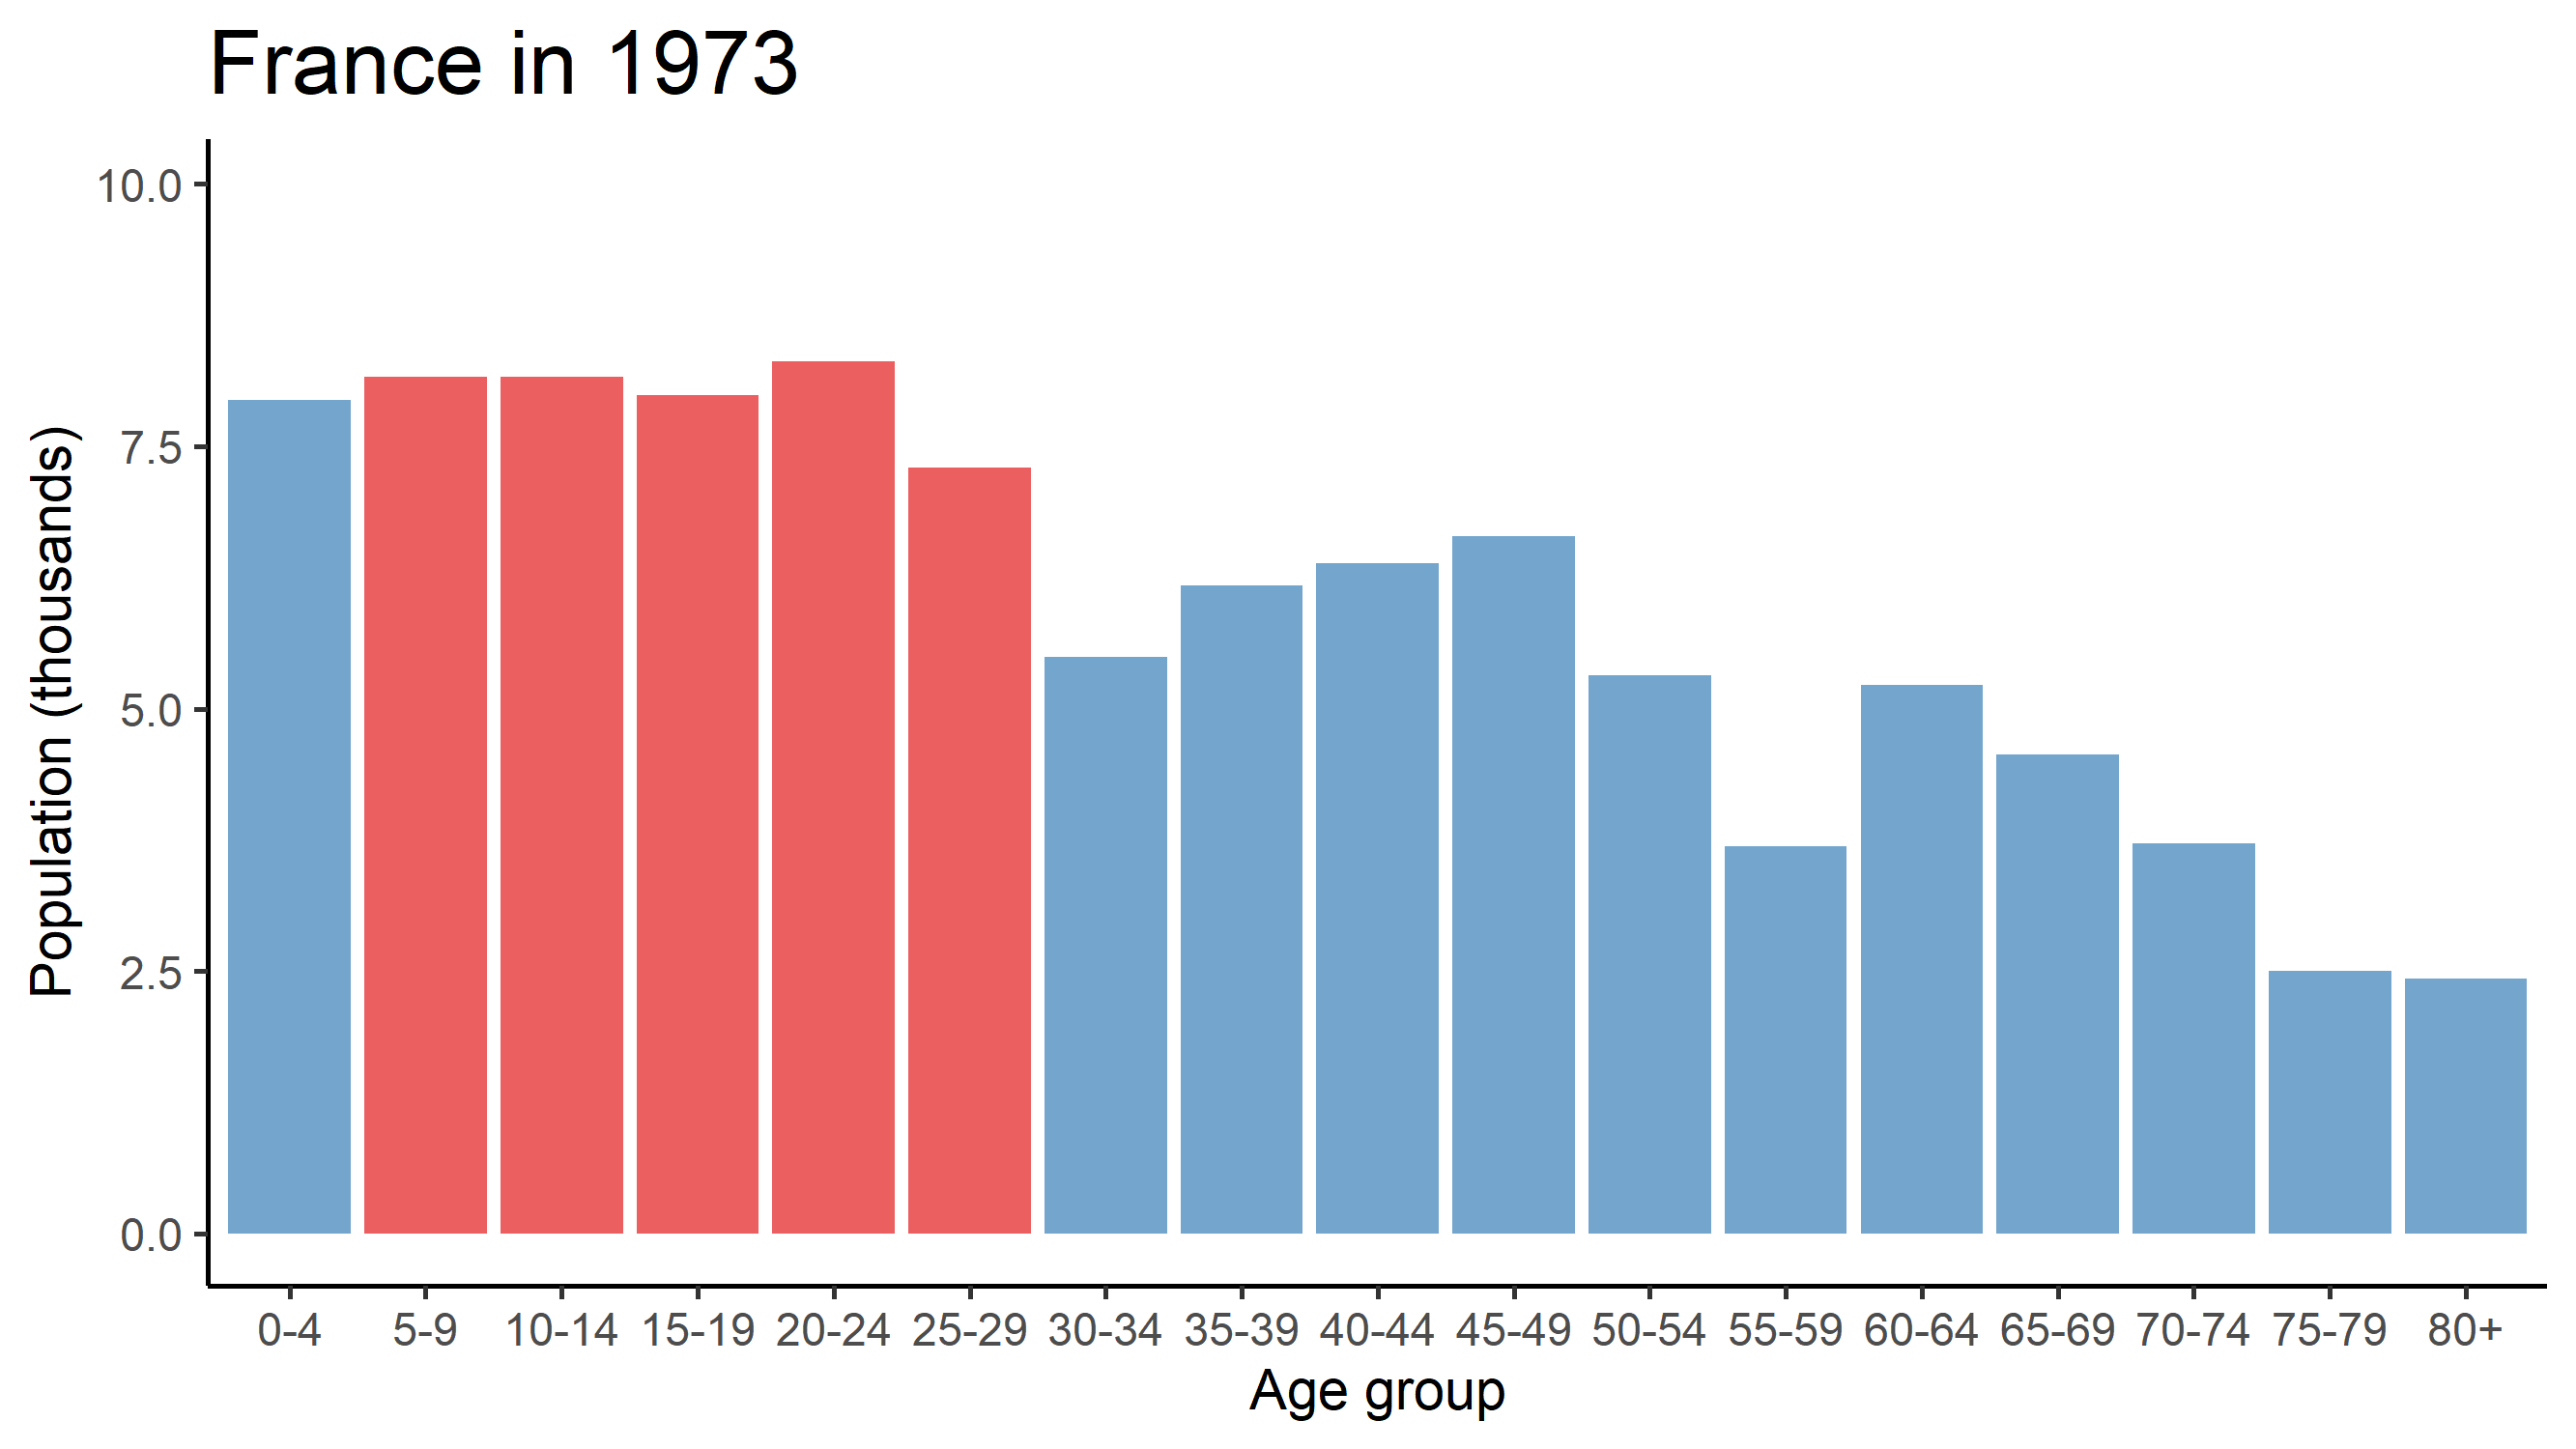 France in 1973
Population (thousands)
10.0
7.5
5.0
2.5
0.0
0-4 5-9 10-14 15-19 20-24 25-29 30-34 35-39 40-44 45-49 50-54 55-59 60-64 65-69 70-74 75-79 80+
Age group